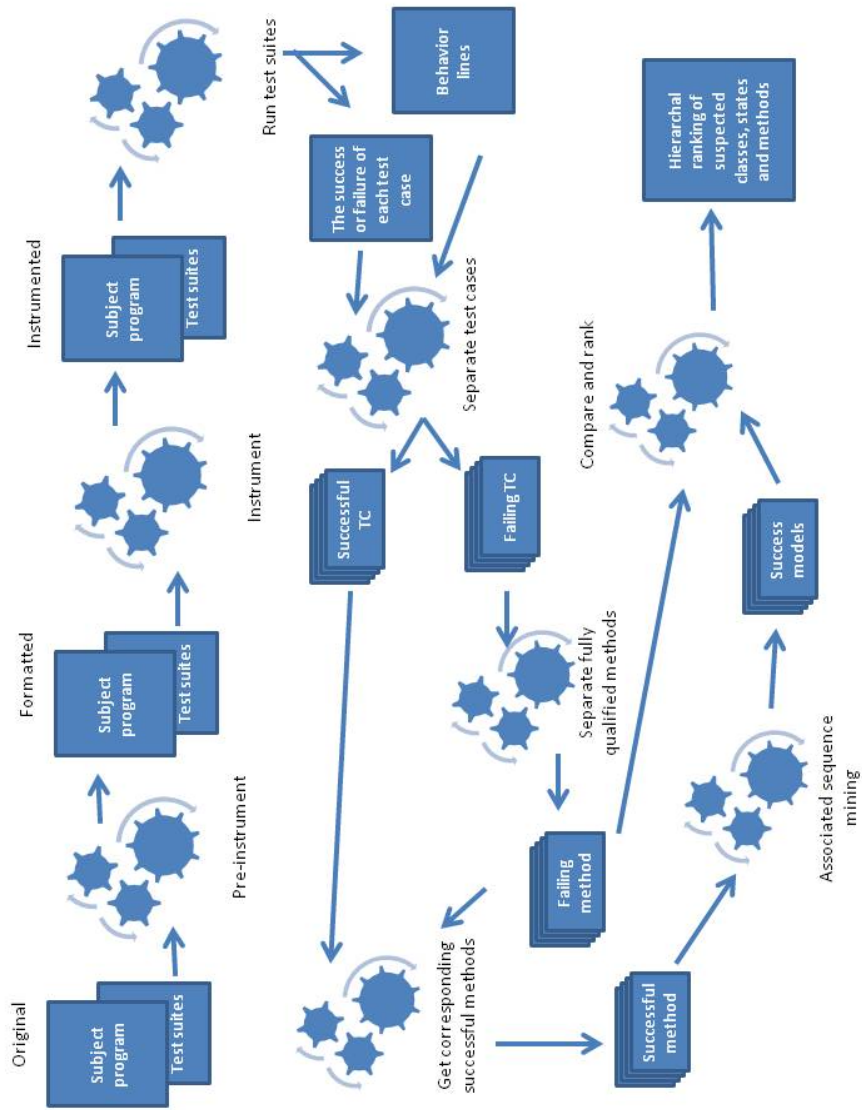 Original
Subject
program
Test suites
Pre-instrument
Formatted
Subject
program
Test suites
Instrument
Instrumented
Subject
program
Test suites
Run test suites
The success
or failure of
each test
case
Behavior
lines
Separate test cases
Successful
TC
Failing TC
Separate fully
qualified methods
Failing
method
Get corresponding
successful methods
Successful
method
Associated sequence
mining
Success
models
Compare and rank
Hierarchal
ranking of
suspected
classes, states
and methods